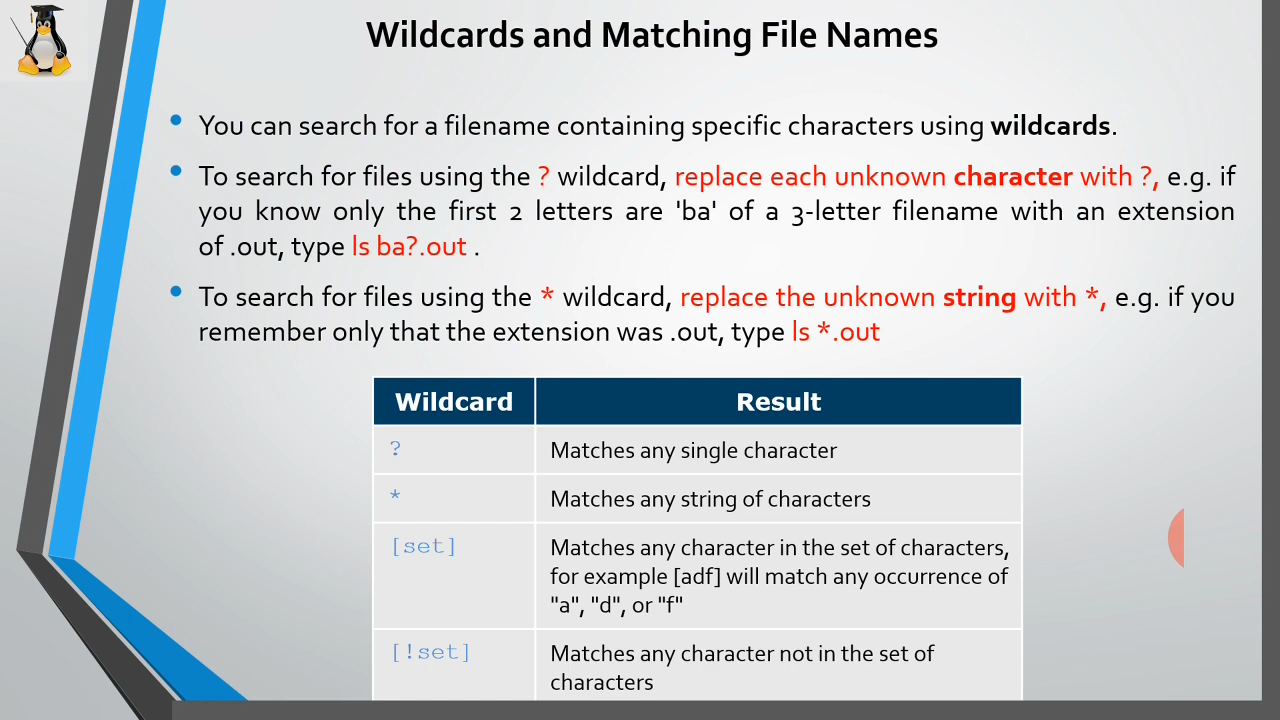 Wildcards and Matching File Names
• You can search for a filename containing specific characters using wildcards.
• To search for files using the ? wildcard, replace each unknown character with ?, e.g. if
you know only the first 2 letters are 'ba' of a 3-letter filename with an extension
of .out, type ls ba?.out .
• To search for files using the * wildcard, replace the unknown string with *, e.g. if you
remember only that the extension was .out, type ls *.out
Wildcard Result
? Matches any single character
* Matches any string of characters
[set] Matches any character in the set of characters,
for example [adf] will match any occurrence of
"a", "d", or "f"
[!set] Matches any character not in the set of
characters